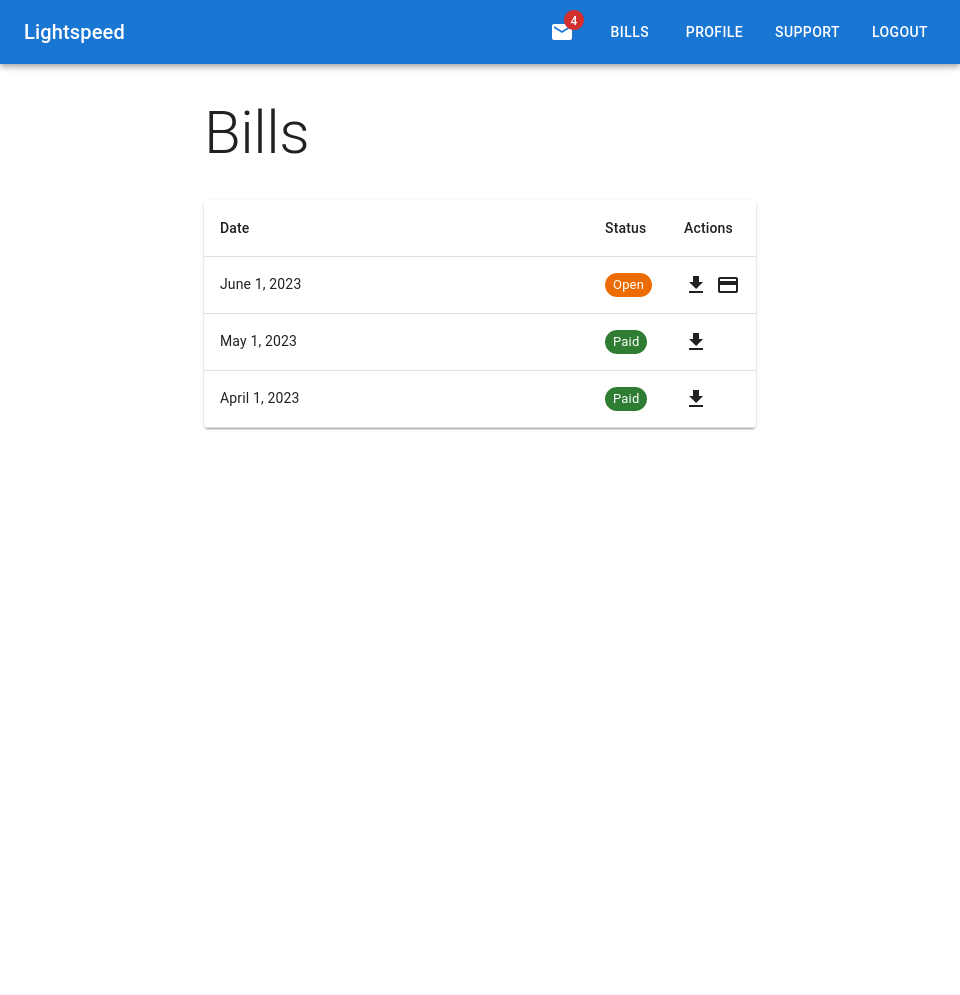 Lightspeed 4 BILLS PROFILE SUPPORT LOGOUT
Bills
Date Status Actions
June 1, 2023 Open
May 1, 2023 Paid
April 1, 2023 Paid